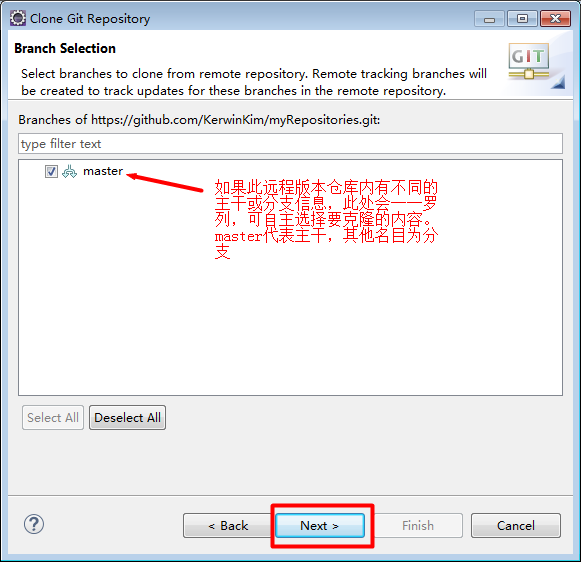 Clone Git Repository
Branch Selection
Select branches to clone from remote repository. Remote tracking branches will
be created to track updates for these branches in the remote repository.
GIT
Branches of https://github.com/KerwinKim/myRepositories.git:
type filter text
master
如果此远程版本仓库内有不同的
主干或分支信息，此处会一一罗
列，可自主选择要克隆的内容。
master代表主干，其他名目为分
支
Select All
Deselect All
?
< Back
Next >
Finish
Cancel